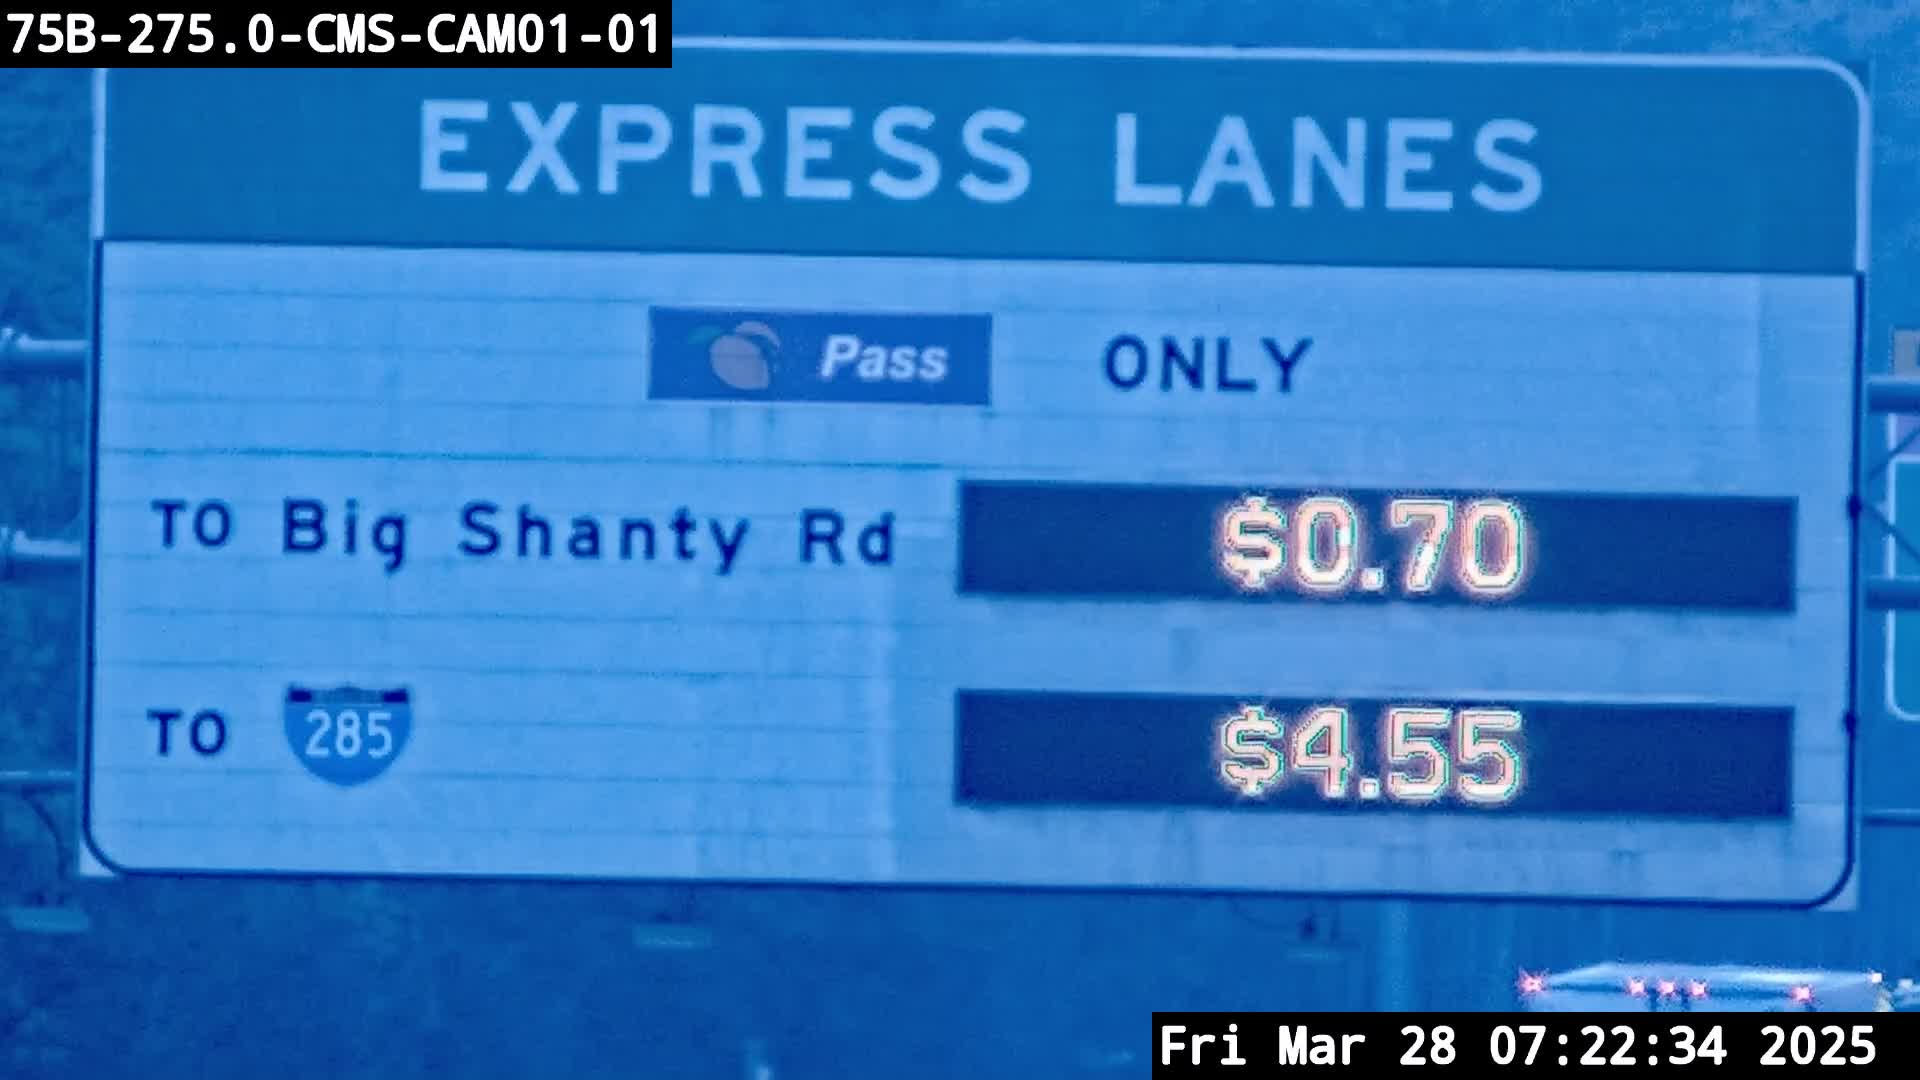 75B-275.0-CMS-CAM01-01
EXPRESS LANES
Pass ONLY
TO Big Shanty Rd $0.70
TO 285 $4.55
Fri Mar 28 07:22:34 2025